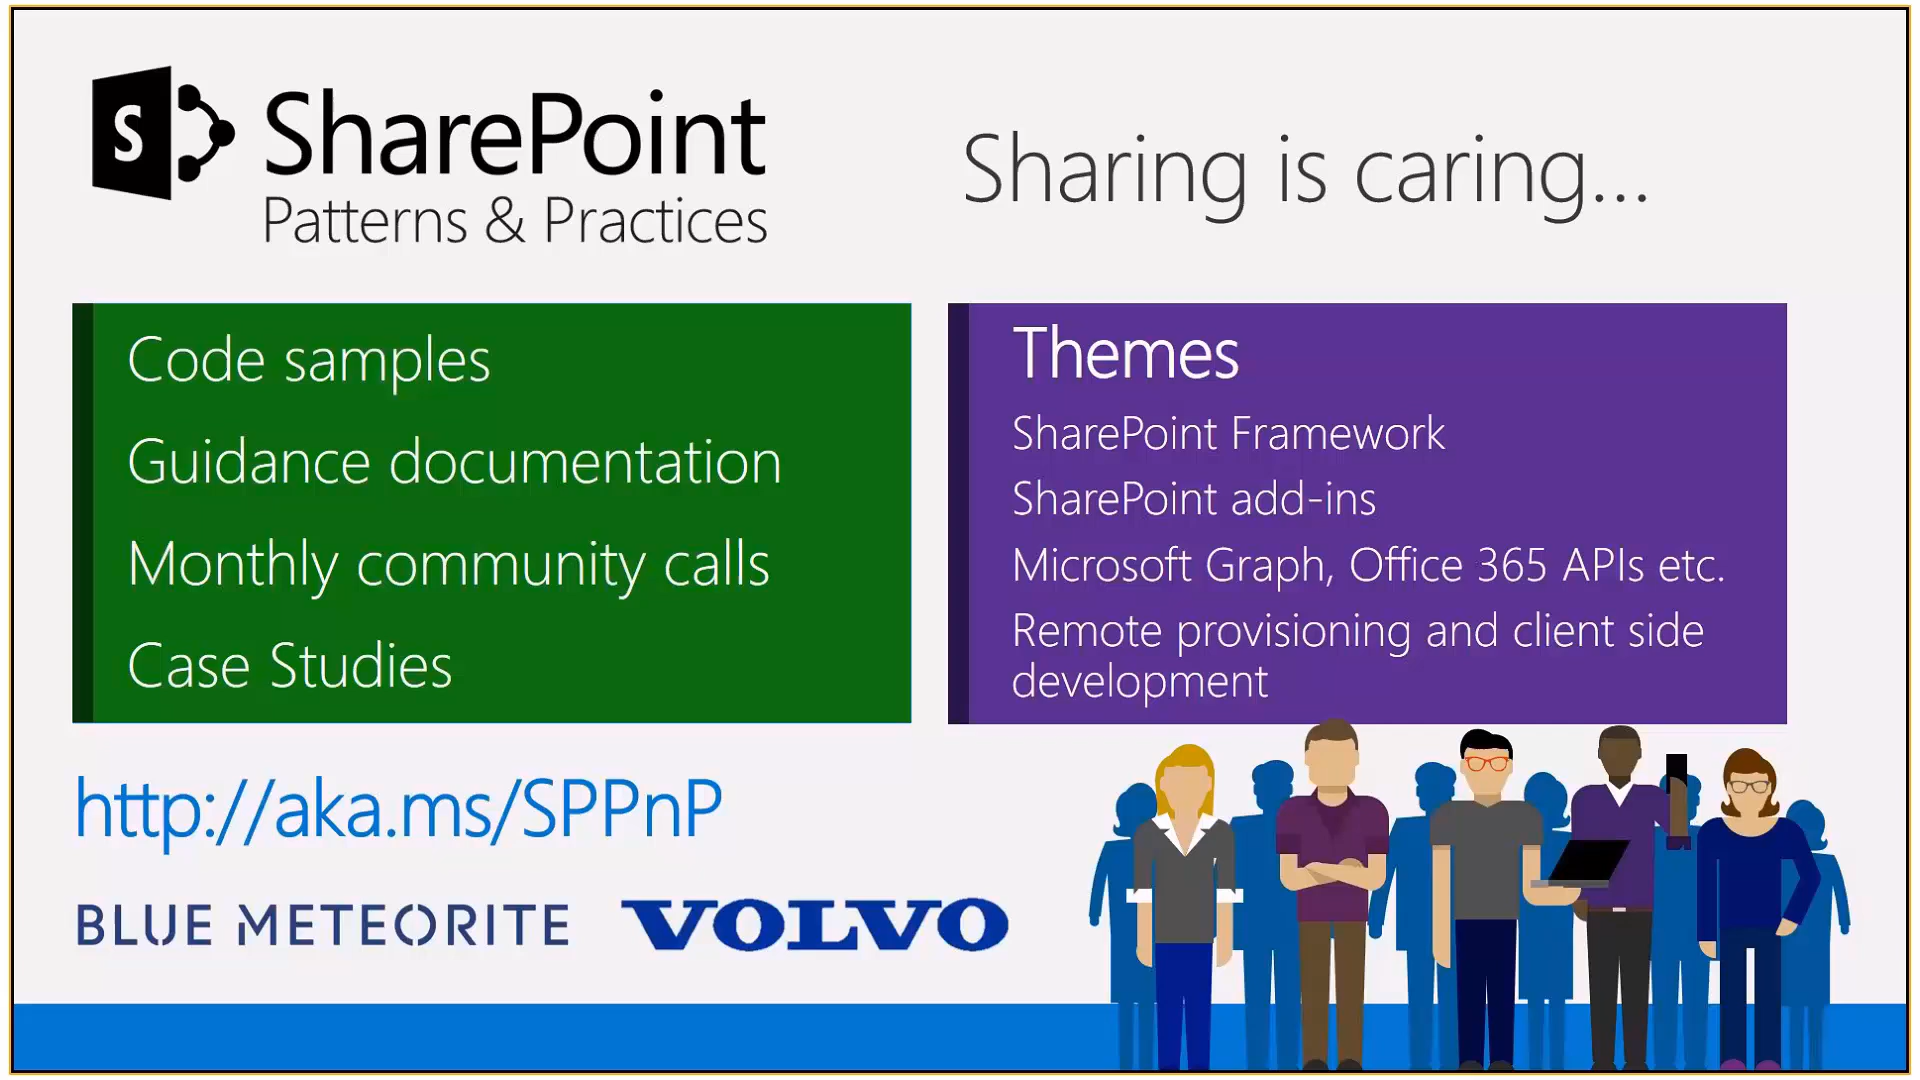 S
SharePoint
Patterns & Practices
Sharing is caring...
Code samples
Guidance documentation
Monthly community calls
Case Studies
Themes
SharePoint Framework
SharePoint add-ins
Microsoft Graph, Office 365 APIs etc.
Remote provisioning and client side
development
http://aka.ms/SPPnP
BLUE METEORITE
VOLVO